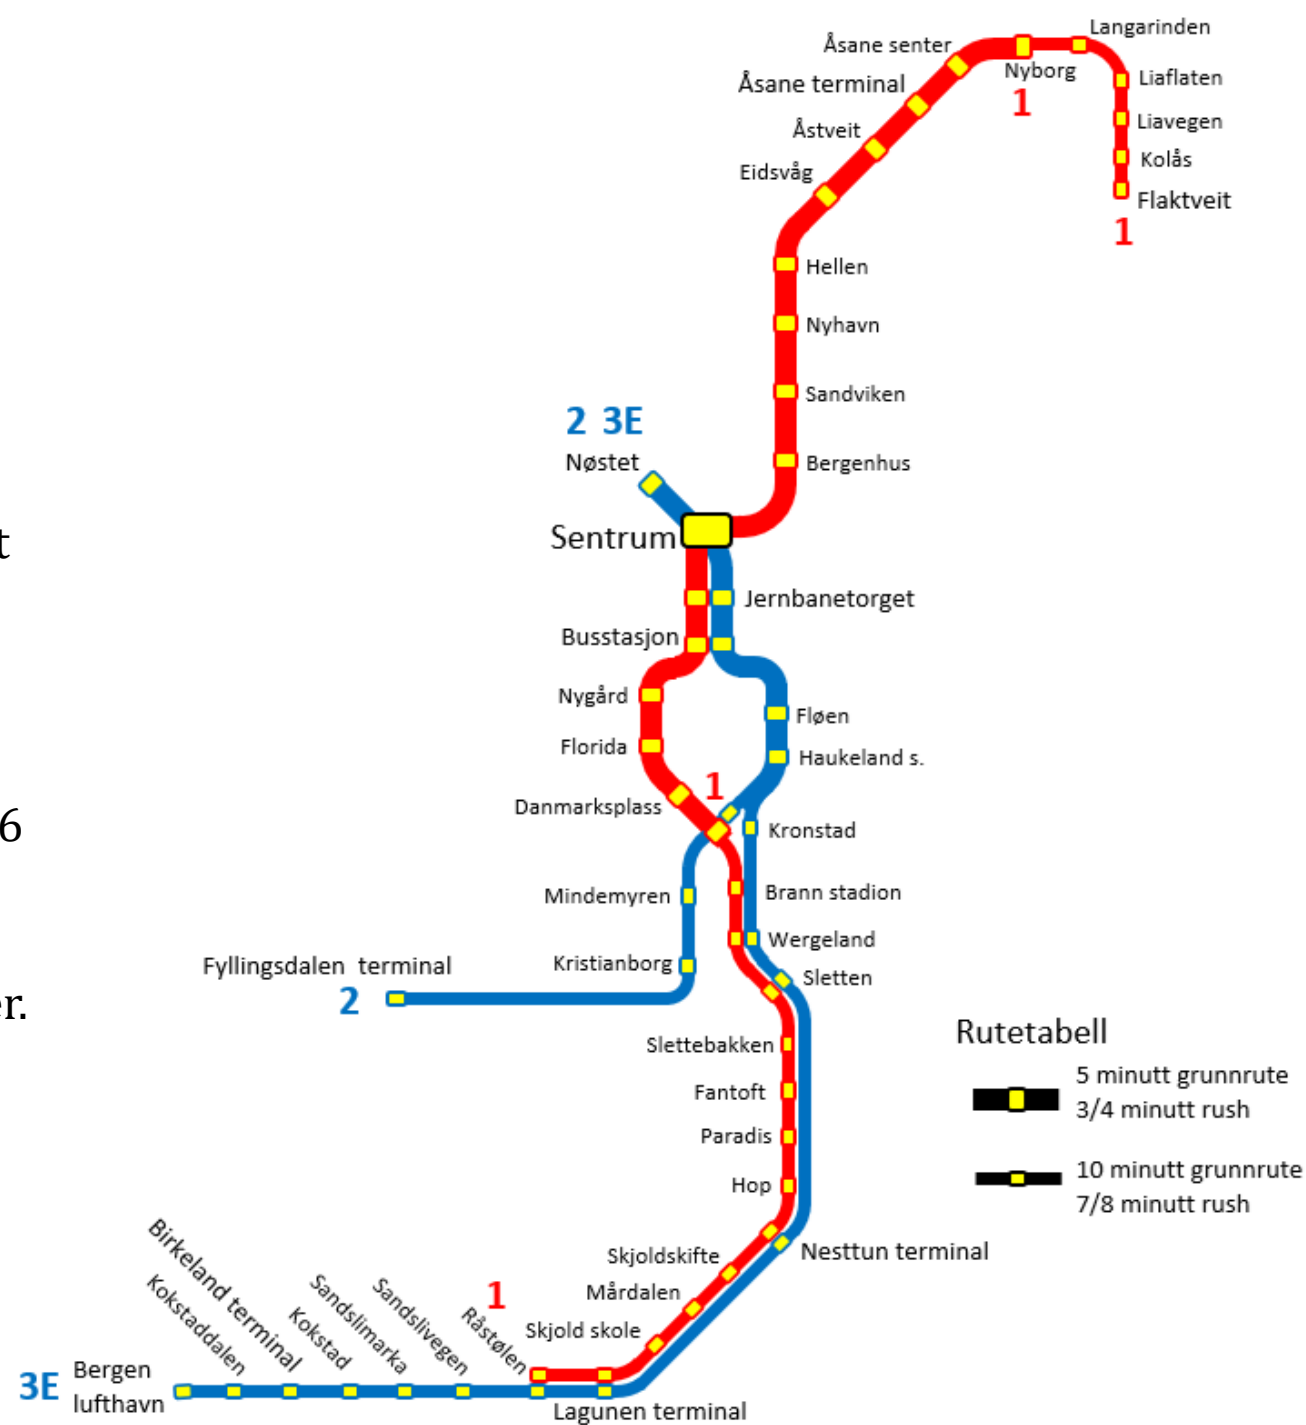 Langarinden
Åsane senter
Nyborg
Åsane terminal
Liaflaten
1
Åstveit
Liavegen
Kolås
Eidsvåg
Flaktveit
1
Hellen
Nyhavn
Sandviken
2 3E
Nøstet
Bergenhus
t
Sentrum
Jernbanetorget
Busstasjon
Nygård
Fløen
Florida
Haukeland s.
1
Danmarksplass
6
Kronstad
Mindemyren
Brann stadion
Wergeland
Fyllingsdalen terminal
Kristianborg
Sletten
2
er.
Rutetabell
Slettebakken
5 minutt grunnrute
3/4 minutt rush
Fantoft
Paradis
10 minutt grunnrute
7/8 minutt rush
Hop
Nesttun terminal
Skjoldskifte
Mårdalen
1
Skjold skole
Råstølen
Sandslivegen
Sandslimarka
Kokstad
Birkeland terminal
Kokstaddalen
3E
Bergen
lufthavn
Lagunen terminal